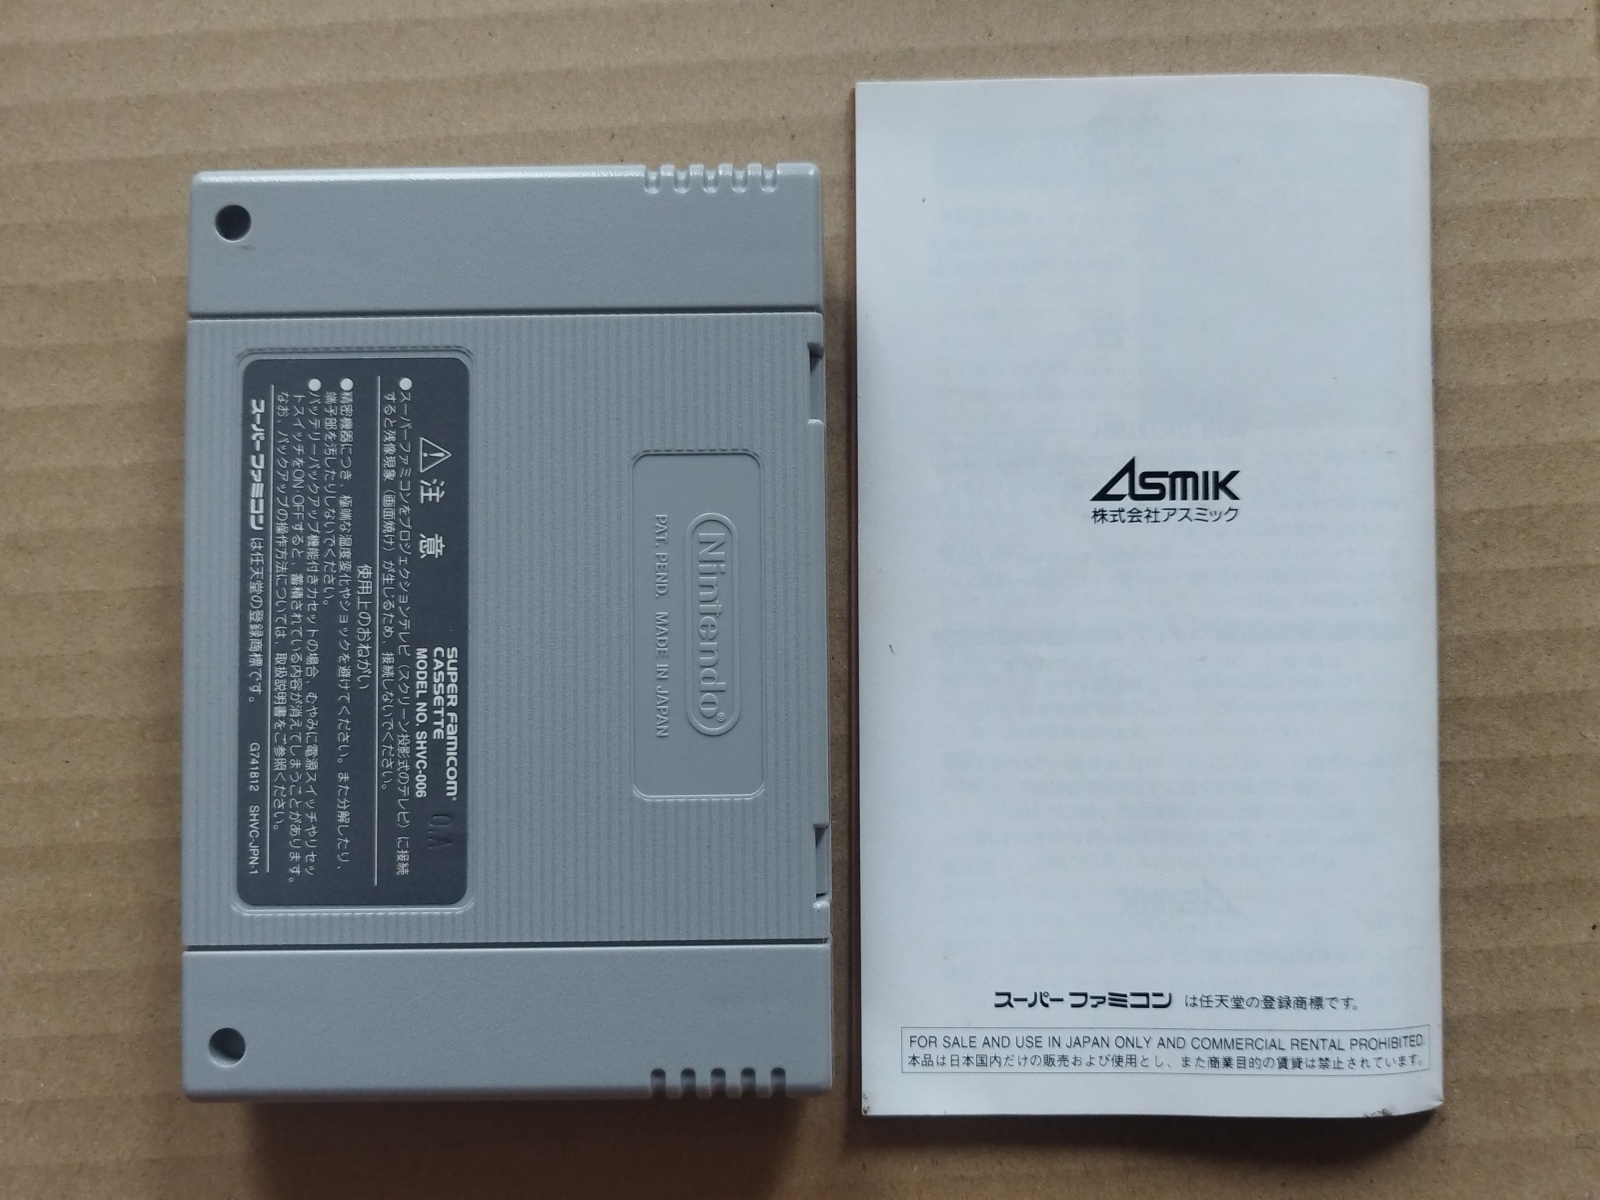 ⚠注 意
SUPER FAMICOM
CASSETTE
MODEL NO. SHVC-006
●スーパーファミコンをプロジェクションテレビ(スクリーン投影式のテレビ)に接続
すると残像現象(画面焼け)が生じるため、接続しないでください。
使用上のおねがい
●精密機器につき、極端な温度変化やショックを避けてください。また分解したり、
端子部を汚したりしないでください。
●バッテリーバックアップ機能付きカセットの場合、むやみに電源スイッチやリセッ
トスイッチをON・OFFすると、蓄積されている内容が消えてしまうことがあります。
なお、バックアップの操作方法については、取扱説明書をご参照ください。
スーパーファミコン は任天堂の登録商標です。 G741812 SHVC-JPN-1
Nintendo®
PAT. PEND. MADE IN JAPAN
ASMIK
株式会社アスミック
スーパーファミコン は任天堂の登録商標です。
FOR SALE AND USE IN JAPAN ONLY AND COMMERCIAL RENTAL PROHIBITED.
本品は日本国内だけの販売および使用とし、また商業目的の賃貸は禁止されています。